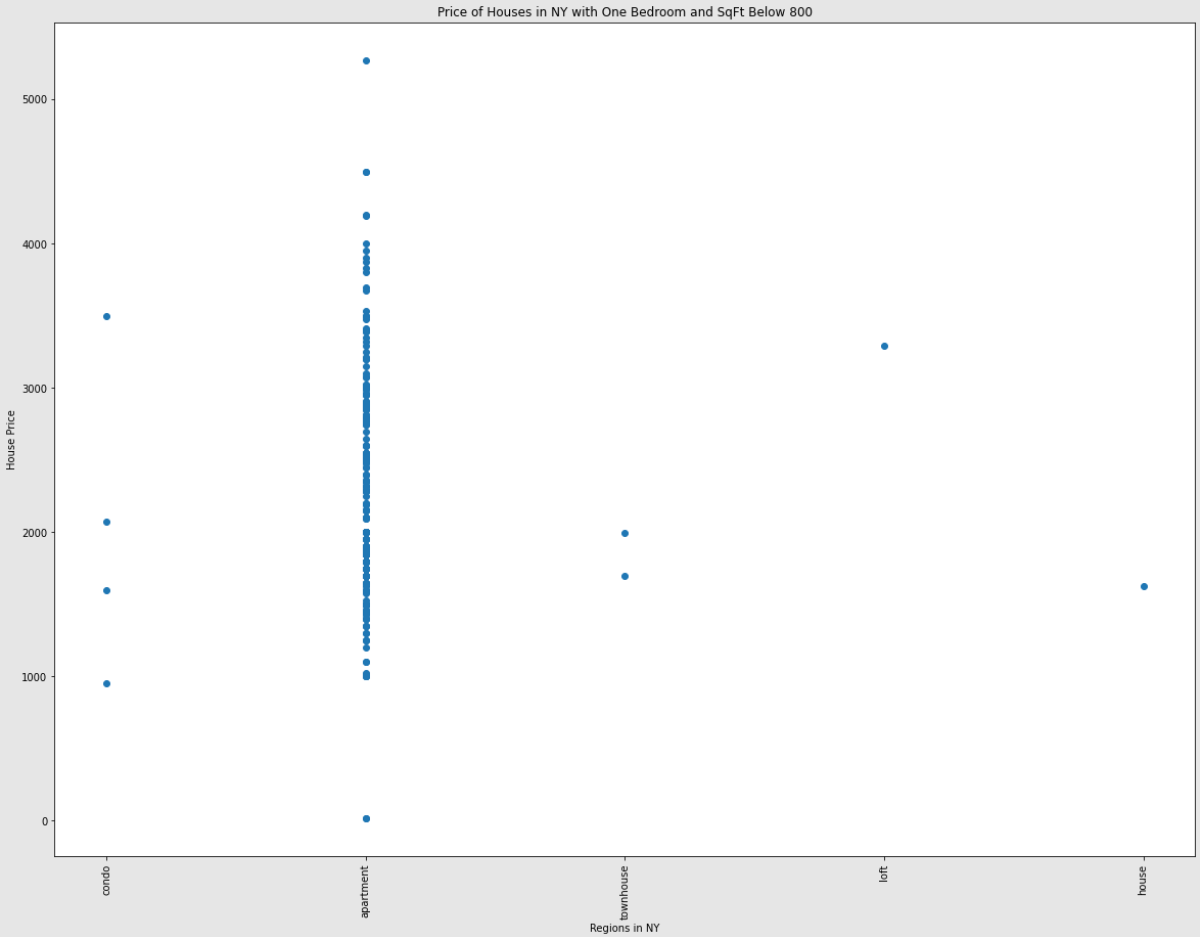 Price of Houses in NY with One Bedroom and SqFt Below 800
House Price
5000
4000
3000
2000
1000
0
condo
apartment
townhouse
loft
house
Regions in NY